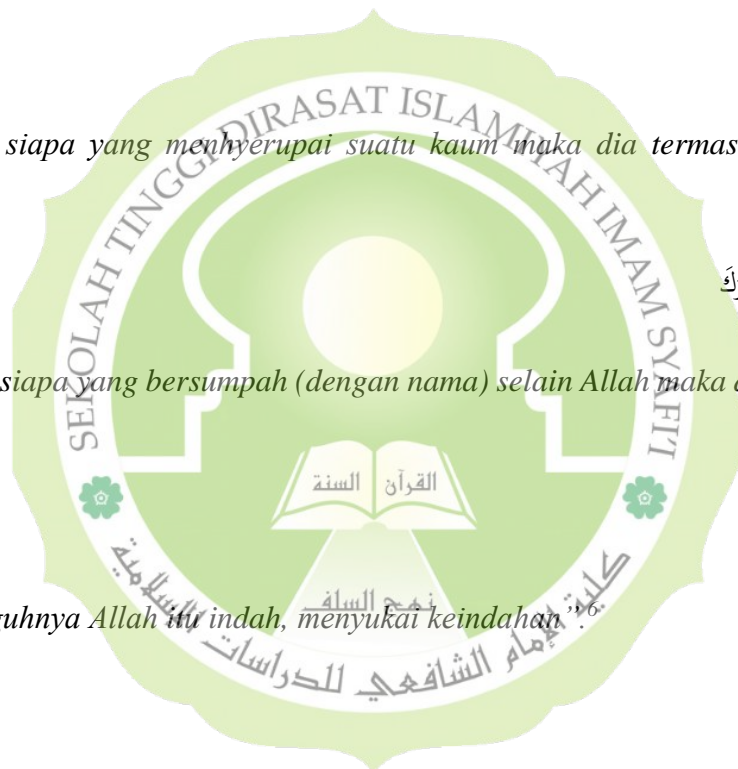 SEKOLAH TINGGI DIRASAT ISLAMIYAH IMAM SYAFI'I
siapa yang menhyerupai suatu kaum maka dia termas
siapa yang bersumpah (dengan nama) selain Allah maka
القرآن السنة
نهج السلف
guhnya Allah itu indah, menyukai keindahan”.6
كلية الإمام الشافعي للدراسات الإسلامية